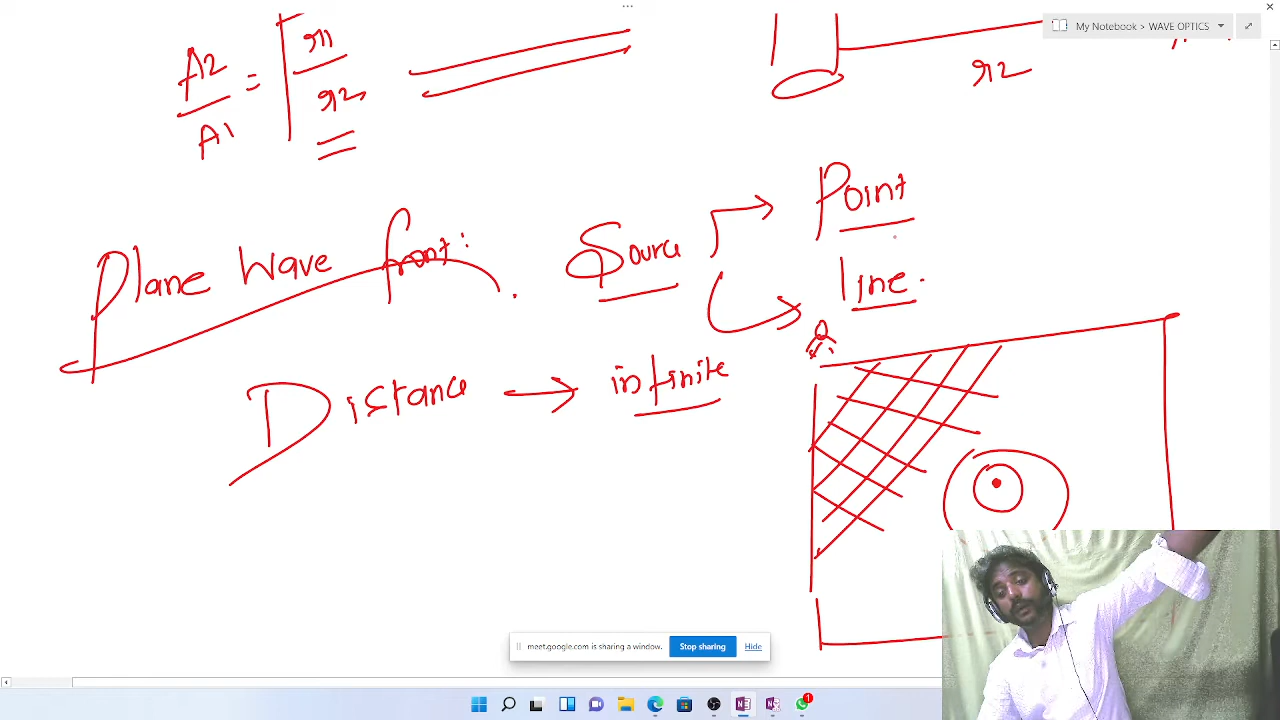 My Notebook > WAVE OPTICS
A2
A1
=
r1
r2
r2
Point
Plane Wave front:
Source
line.
Distance → infinite
meet.google.com is sharing a window.
Stop sharing
Hide
1